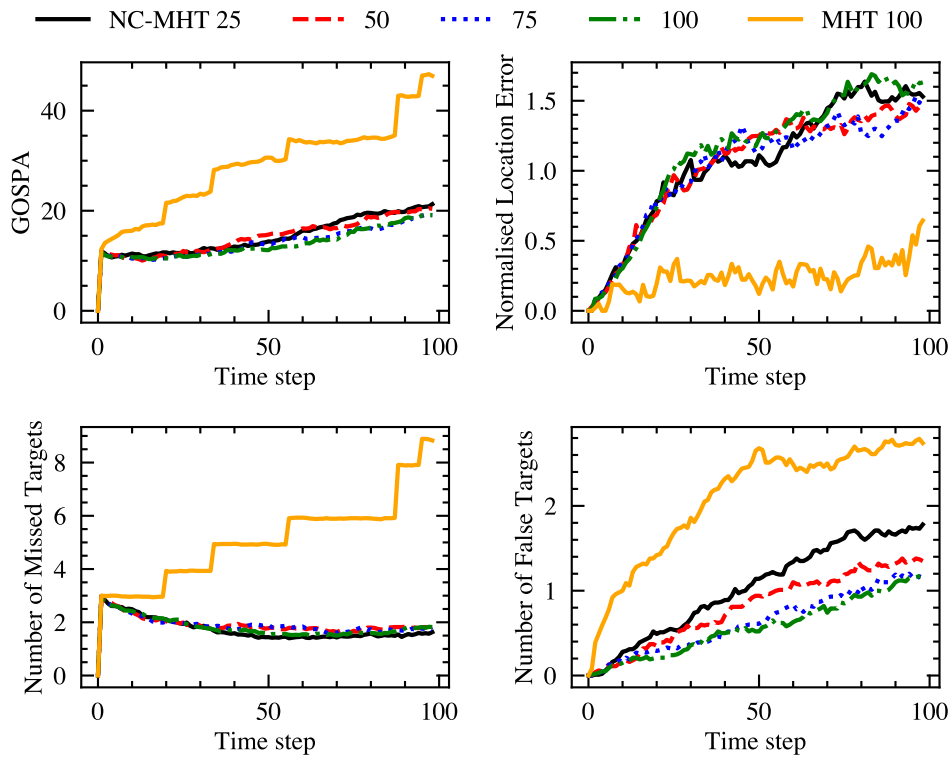 NC-MHT 25 50 75 100 MHT 100
GOSPA
40
20
0
0 50 100
Time step
Normalised Location Error
1.5
1.0
0.5
0.0
0 50 100
Time step
Number of Missed Targets
8
6
4
2
0
0 50 100
Time step
Number of False Targets
2
1
0
0 50 100
Time step